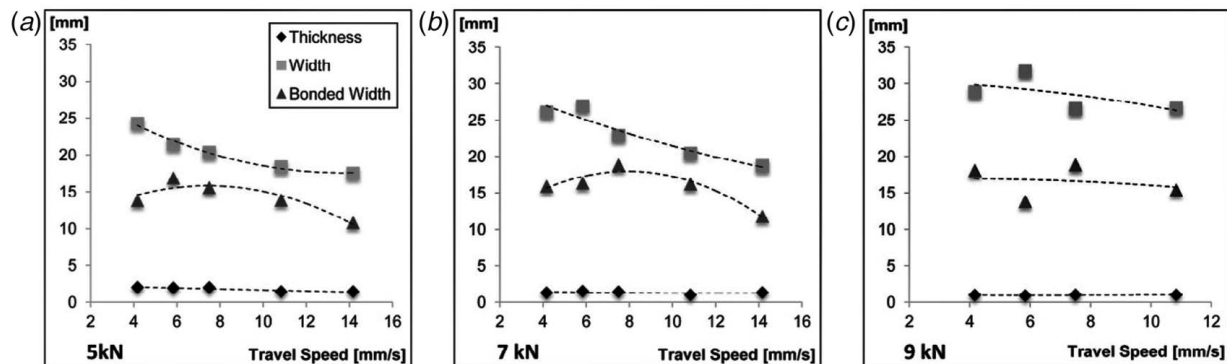 (a)
[mm]
35
30
25
20
15
10
5
0
2 4 6 8 10 12 14 16
5kN Travel Speed [mm/s]
Thickness
Width
Bonded Width
(b)
[mm]
35
30
25
20
15
10
5
0
2 4 6 8 10 12 14 16
7 kN Travel Speed [mm/s]
(c)
[mm]
35
30
25
20
15
10
5
0
2 4 6 8 10 12
9 kN Travel Speed [mm/s]